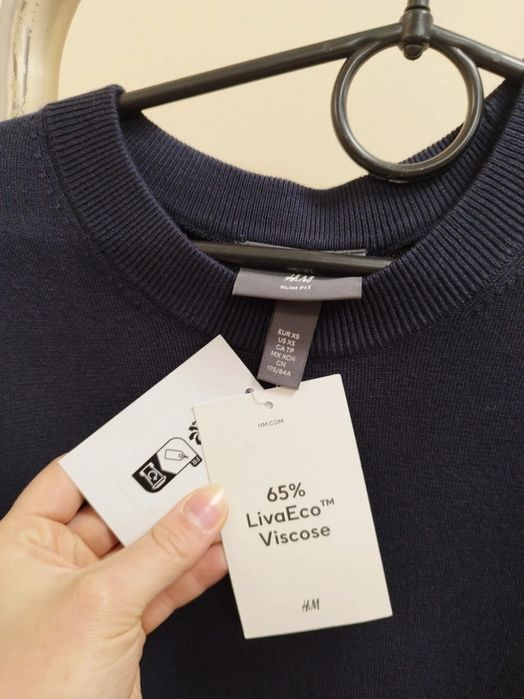 H&M
SLIM FIT
EUR XS
US XS
CA TP
MX XCH
CN
175/84A
HM.COM
65%
LivaEco™
Viscose
H&M